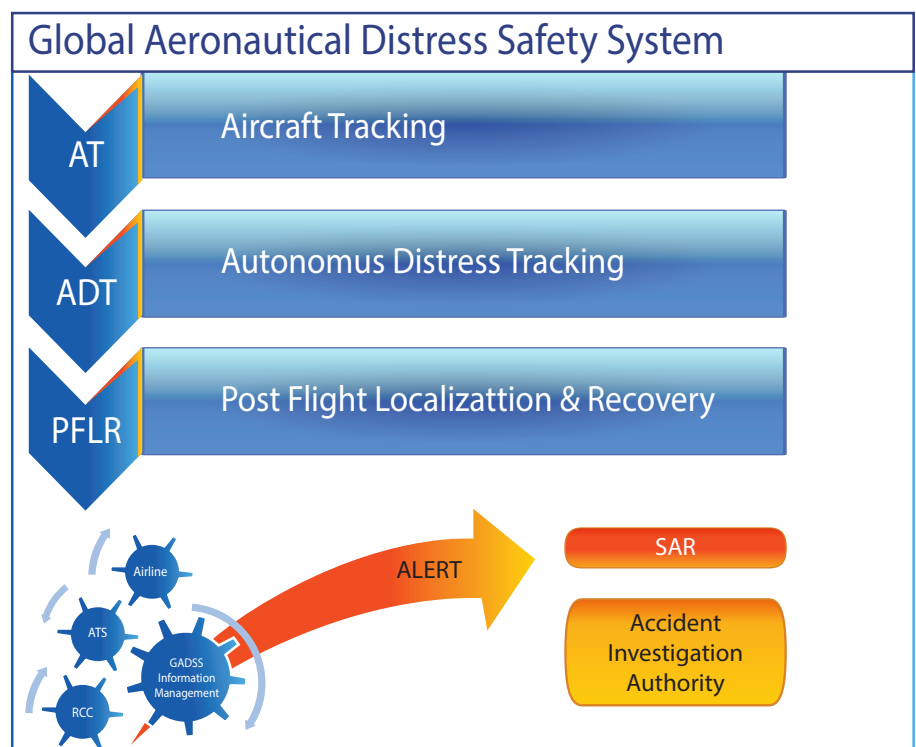 Global Aeronautical Distress Safety System
AT
Aircraft Tracking
ADT
Autonomus Distress Tracking
PFLR
Post Flight Localizattion & Recovery
Airline
ATS
GADSS
Information
Management
RCC
ALERT
SAR
Accident
Investigation
Authority